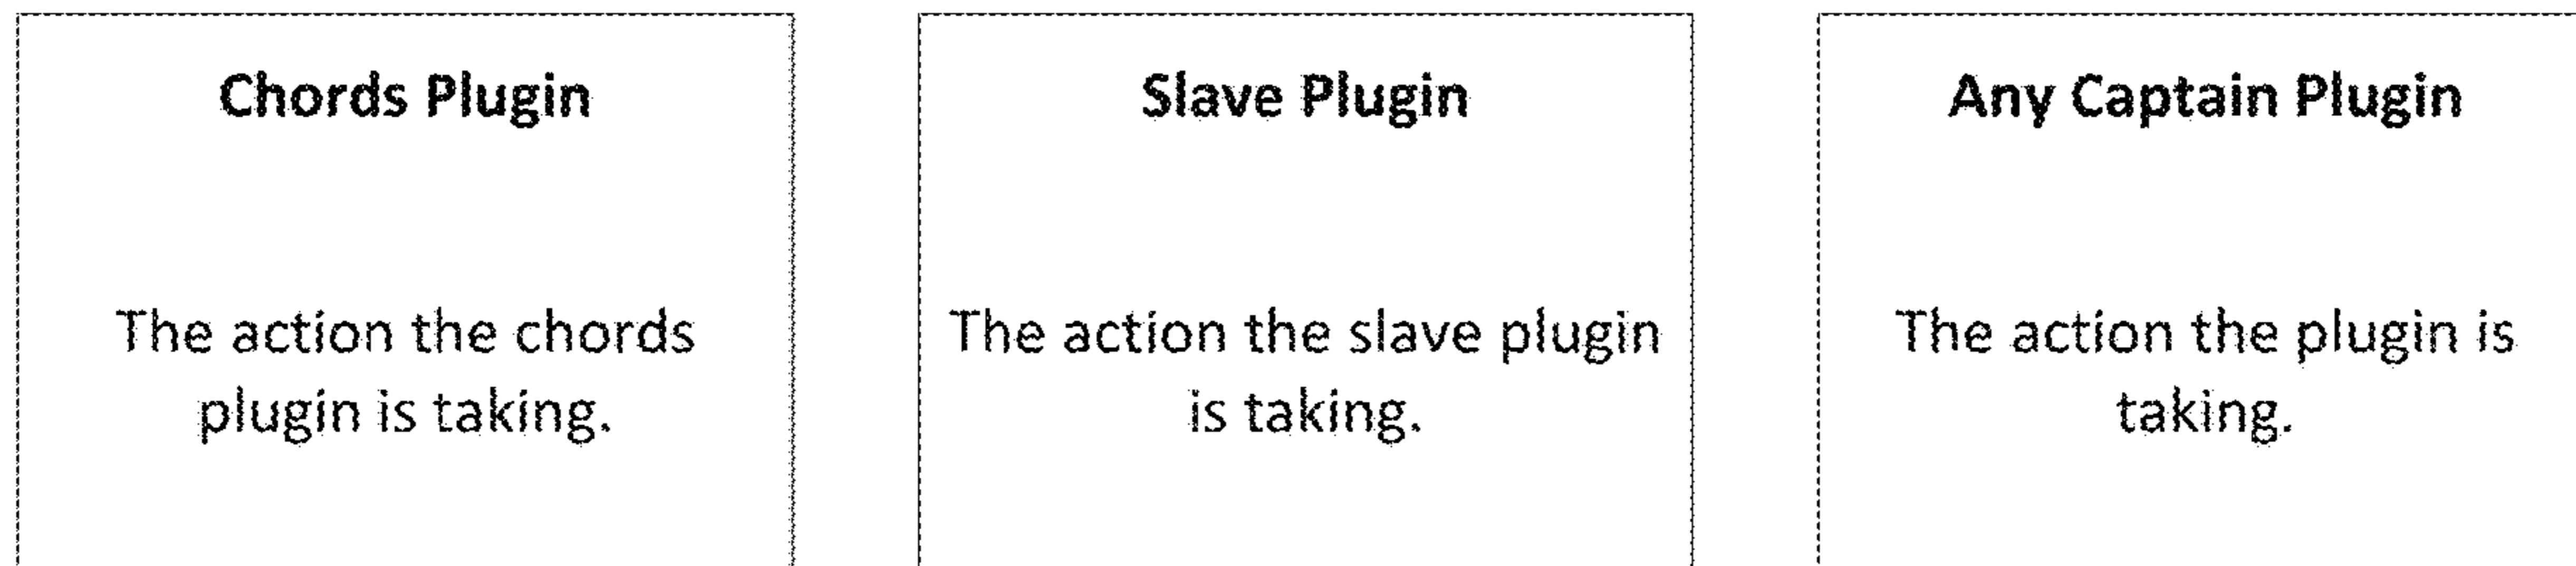 Chords Plugin
The action the chords
plugin is taking.
Slave Plugin
The action the slave plugin
is taking.
Any Captain Plugin
The action the plugin is
taking.